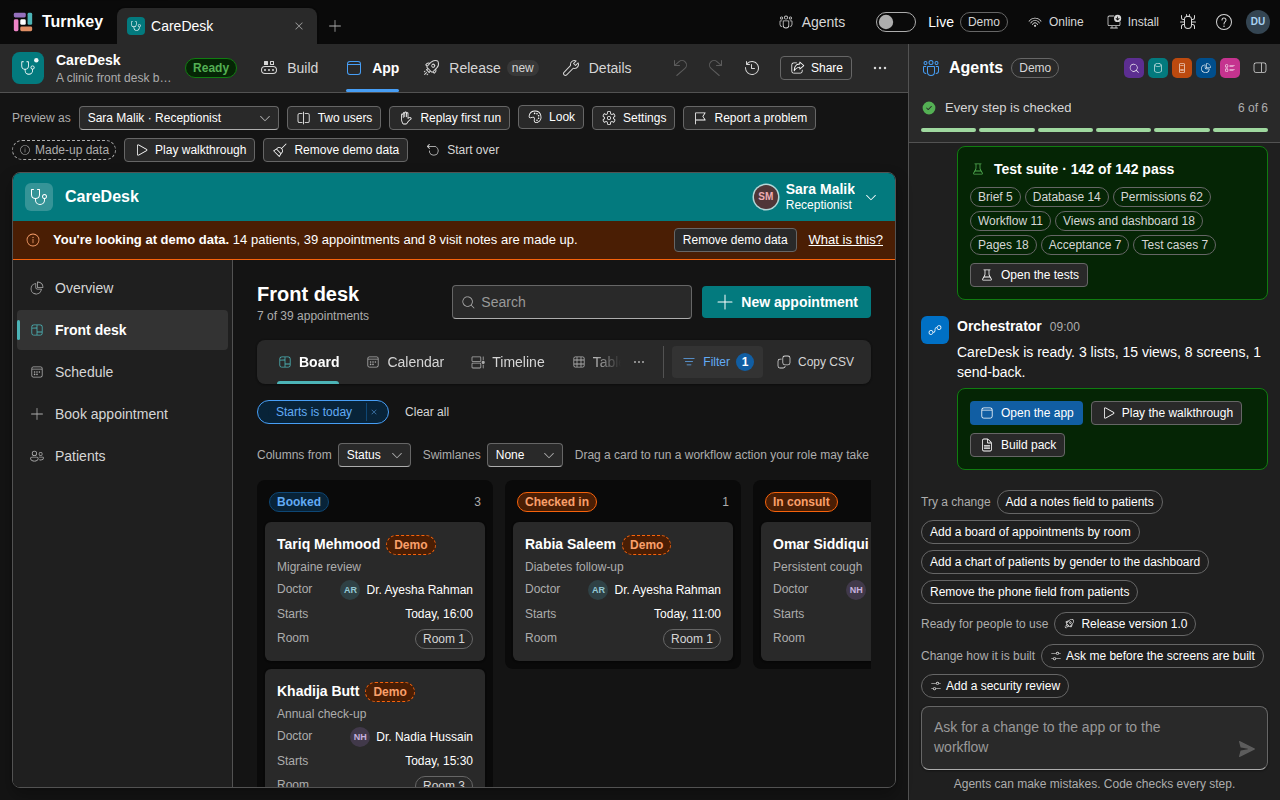 Turnkey
CareDesk
Agents
Live
Demo
Online
Install
DU
CareDesk
A clinic front desk b…
Ready
Build
App
Release new
Details
Share
Preview as
Sara Malik · Receptionist
Two users
Replay first run
Look
Settings
Report a problem
Made-up data
Play walkthrough
Remove demo data
Start over
CareDesk
SM
Sara Malik
Receptionist
You're looking at demo data. 14 patients, 39 appointments and 8 visit notes are made up.
Remove demo data
What is this?
Overview
Front desk
Schedule
Book appointment
Patients
Front desk
7 of 39 appointments
Search
New appointment
Board
Calendar
Timeline
Filter 1
Copy CSV
Starts is today
Clear all
Columns from
Status
Swimlanes
None
Drag a card to run a workflow action your role may take
Booked 3
Tariq Mehmood Demo
Migraine review
Doctor AR Dr. Ayesha Rahman
Starts Today, 16:00
Room Room 1
Khadija Butt Demo
Annual check-up
Doctor NH Dr. Nadia Hussain
Starts Today, 15:30
Room Room 3
Checked in 1
Rabia Saleem Demo
Diabetes follow-up
Doctor AR Dr. Ayesha Rahman
Starts Today, 11:00
Room Room 1
In consult
Omar Siddiqui
Persistent cough
Doctor NH
Starts
Room
Agents Demo
Every step is checked 6 of 6
Test suite · 142 of 142 pass
Brief 5
Database 14
Permissions 62
Workflow 11
Views and dashboard 18
Pages 18
Acceptance 7
Test cases 7
Open the tests
Orchestrator 09:00
CareDesk is ready. 3 lists, 15 views, 8 screens, 1
send-back.
Open the app
Play the walkthrough
Build pack
Try a change
Add a notes field to patients
Add a board of appointments by room
Add a chart of patients by gender to the dashboard
Remove the phone field from patients
Ready for people to use
Release version 1.0
Change how it is built
Ask me before the screens are built
Add a security review
Ask for a change to the app or to the
workflow
Agents can make mistakes. Code checks every step.